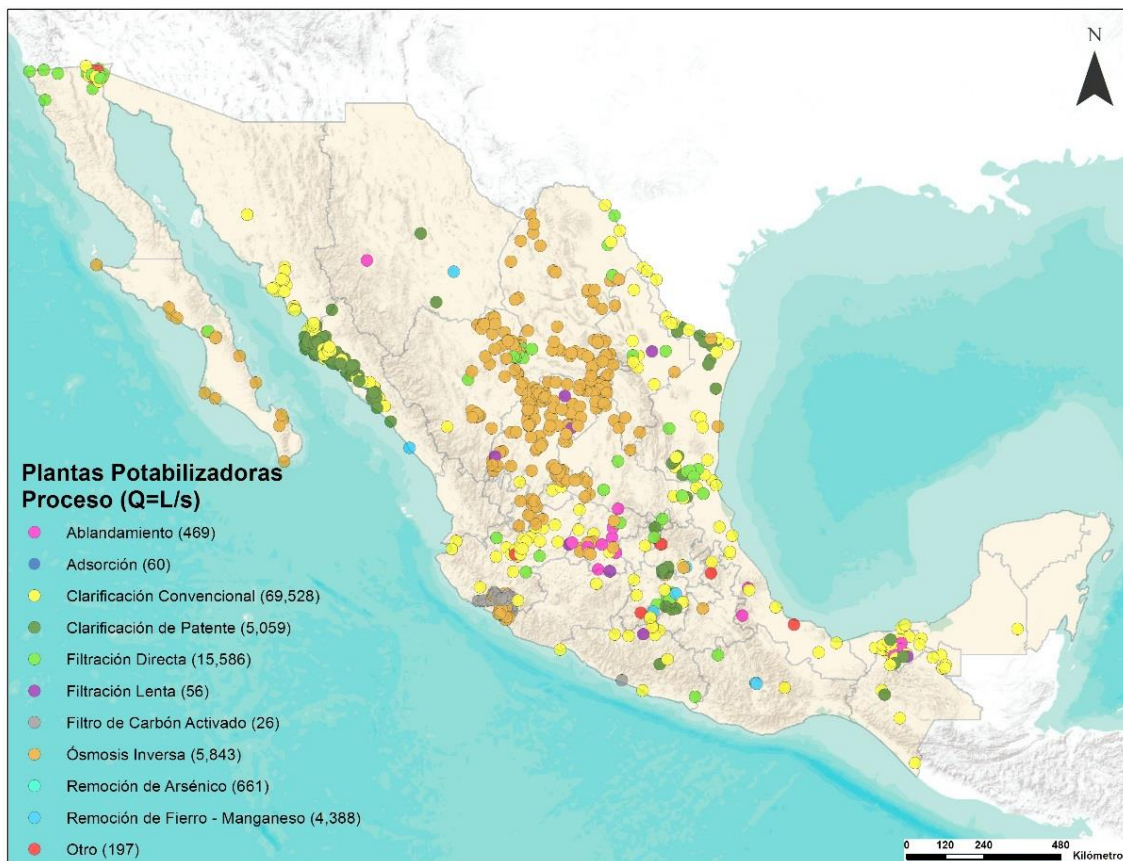 N
Plantas Potabilizadoras
Proceso (Q=L/s)
Ablandamiento (469)
Adsorción (60)
Clarificación Convencional (69,528)
Clarificación de Patente (5,059)
Filtración Directa (15,586)
Filtración Lenta (56)
Filtro de Carbón Activado (26)
Ósmosis Inversa (5,843)
Remoción de Arsénico (661)
Remoción de Fierro - Manganeso (4,388)
Otro (197)
0 120 240 480
Kilómetro